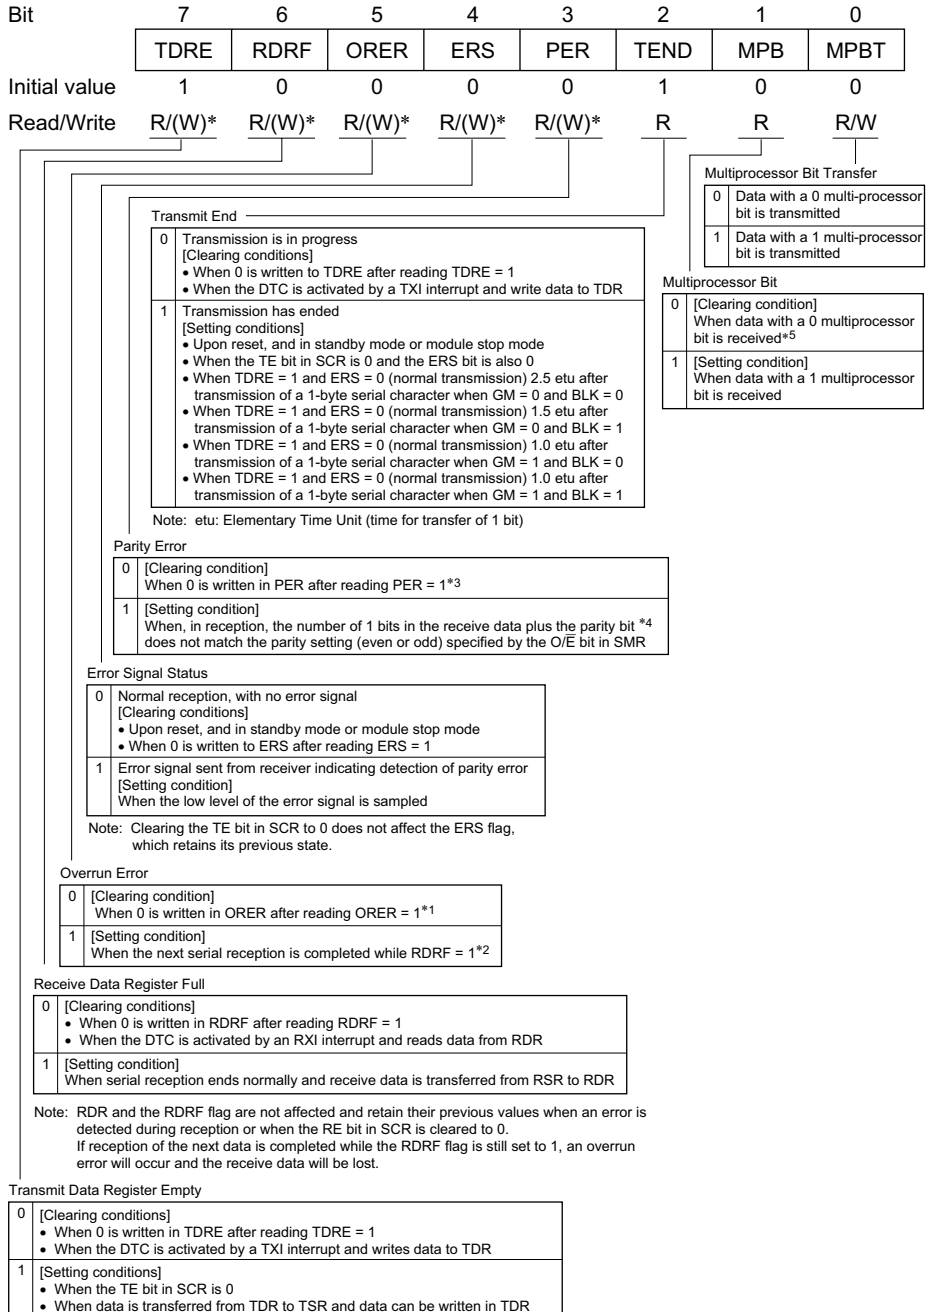 Bit 7 6 5 4 3 2 1 0
TDRE RDRF ORER ERS PER TEND MPB MPBT
Initial value 1 0 0 0 0 1 0 0
Read/Write R/(W)* R/(W)* R/(W)* R/(W)* R/(W)* R R R/W
Multiprocessor Bit Transfer
0 Data with a 0 multi-processor
bit is transmitted
1 Data with a 1 multi-processor
bit is transmitted
Transmit End
0 Transmission is in progress
[Clearing conditions]
• When 0 is written to TDRE after reading TDRE = 1
• When the DTC is activated by a TXI interrupt and write data to TDR
1 Transmission has ended
[Setting conditions]
• Upon reset, and in standby mode or module stop mode
• When the TE bit in SCR is 0 and the ERS bit is also 0
• When TDRE = 1 and ERS = 0 (normal transmission) 2.5 etu after
transmission of a 1-byte serial character when GM = 0 and BLK = 0
• When TDRE = 1 and ERS = 0 (normal transmission) 1.5 etu after
transmission of a 1-byte serial character when GM = 0 and BLK = 1
• When TDRE = 1 and ERS = 0 (normal transmission) 1.0 etu after
transmission of a 1-byte serial character when GM = 1 and BLK = 0
• When TDRE = 1 and ERS = 0 (normal transmission) 1.0 etu after
transmission of a 1-byte serial character when GM = 1 and BLK = 1
Note: etu: Elementary Time Unit (time for transfer of 1 bit)
Multiprocessor Bit
0 [Clearing condition]
When data with a 0 multiprocessor
bit is received*5
1 [Setting condition]
When data with a 1 multiprocessor
bit is received
Parity Error
0 [Clearing condition]
When 0 is written in PER after reading PER = 1*3
1 [Setting condition]
When, in reception, the number of 1 bits in the receive data plus the parity bit *4
does not match the parity setting (even or odd) specified by the O/E̅ bit in SMR
Error Signal Status
0 Normal reception, with no error signal
[Clearing conditions]
• Upon reset, and in standby mode or module stop mode
• When 0 is written to ERS after reading ERS = 1
1 Error signal sent from receiver indicating detection of parity error
[Setting condition]
When the low level of the error signal is sampled
Note: Clearing the TE bit in SCR to 0 does not affect the ERS flag,
which retains its previous state.
Overrun Error
0 [Clearing condition]
When 0 is written in ORER after reading ORER = 1*1
1 [Setting condition]
When the next serial reception is completed while RDRF = 1*2
Receive Data Register Full
0 [Clearing conditions]
• When 0 is written in RDRF after reading RDRF = 1
• When the DTC is activated by an RXI interrupt and reads data from RDR
1 [Setting condition]
When serial reception ends normally and receive data is transferred from RSR to RDR
Note: RDR and the RDRF flag are not affected and retain their previous values when an error is
detected during reception or when the RE bit in SCR is cleared to 0.
If reception of the next data is completed while the RDRF flag is still set to 1, an overrun
error will occur and the receive data will be lost.
Transmit Data Register Empty
0 [Clearing conditions]
• When 0 is written in TDRE after reading TDRE = 1
• When the DTC is activated by a TXI interrupt and writes data to TDR
1 [Setting conditions]
• When the TE bit in SCR is 0
• When data is transferred from TDR to TSR and data can be written in TDR